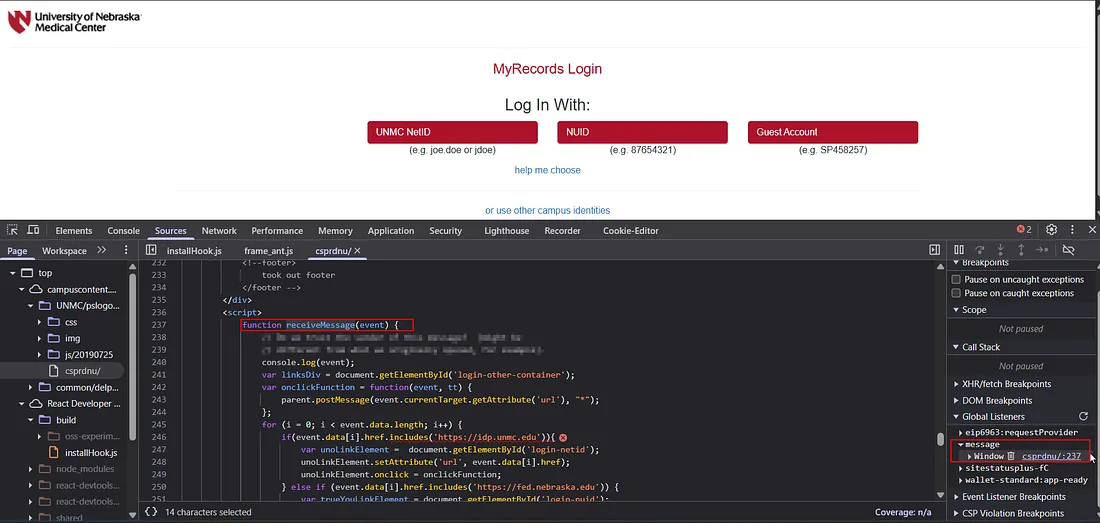 University of Nebraska
Medical Center
MyRecords Login
Log In With:
UNMC NetID
NUID
Guest Account
(e.g. joe.doe or jdoe)
(e.g. 87654321)
(e.g. SP458257)
help me choose
or use other campus identities
Elements Console Sources Network Performance Memory Application Security Lighthouse Recorder Cookie-Editor 2
Page Workspace
installHook.js frame_ant.js csprdnu/
top
campuscontent....
UNMC/pslogo...
css
img
js/20190725
csprdnu/
common/delp...
React Developer ...
build
oss-experim...
installHook.js
node_modules
react-devtools...
react-devtools...
shared
232 <!--footer>
233 took out footer
234 </footer -->
235 </div>
236 <script>
237 function receiveMessage(event) {
238
239
240 console.log(event);
241 var linksDiv = document.getElementById('login-other-container');
242 var onclickFunction = function(event, tt) {
243 parent.postMessage(event.currentTarget.getAttribute('url'), "*");
244 };
245 for (i = 0; i < event.data.length; i++) {
246 if(event.data[i].href.includes('https://idp.unmc.edu')){
247 var unoLinkElement = document.getElementById('login-netid');
248 unoLinkElement.setAttribute('url', event.data[i].href);
249 unoLinkElement.onclick = onclickFunction;
250 } else if (event.data[i].href.includes('https://fed.nebraska.edu')) {
251 var trueYouLinkElement = document.getElementById('login-nuid');
{} 14 characters selected
Coverage: n/a
Breakpoints
Pause on uncaught exceptions
Pause on caught exceptions
Scope
Not paused
Call Stack
Not paused
XHR/fetch Breakpoints
DOM Breakpoints
Global Listeners
eip6963:requestProvider
message
Window csprdnu/:237
sitestatusplus-fC
wallet-standard:app-ready
Event Listener Breakpoints
CSP Violation Breakpoints